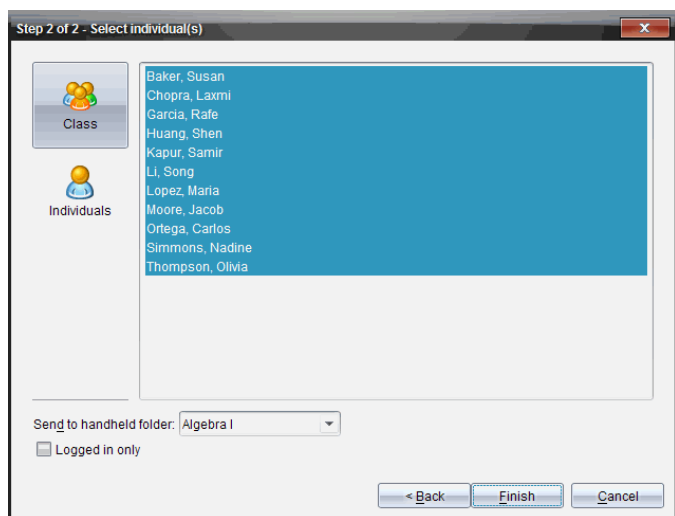 Step 2 of 2 - Select individual(s)
Class
Individuals
Baker, Susan
Chopra, Laxmi
Garcia, Rafe
Huang, Shen
Kapur, Samir
Li, Song
Lopez, Maria
Moore, Jacob
Ortega, Carlos
Simmons, Nadine
Thompson, Olivia
Send to handheld folder: Algebra I
Logged in only
< Back Finish Cancel